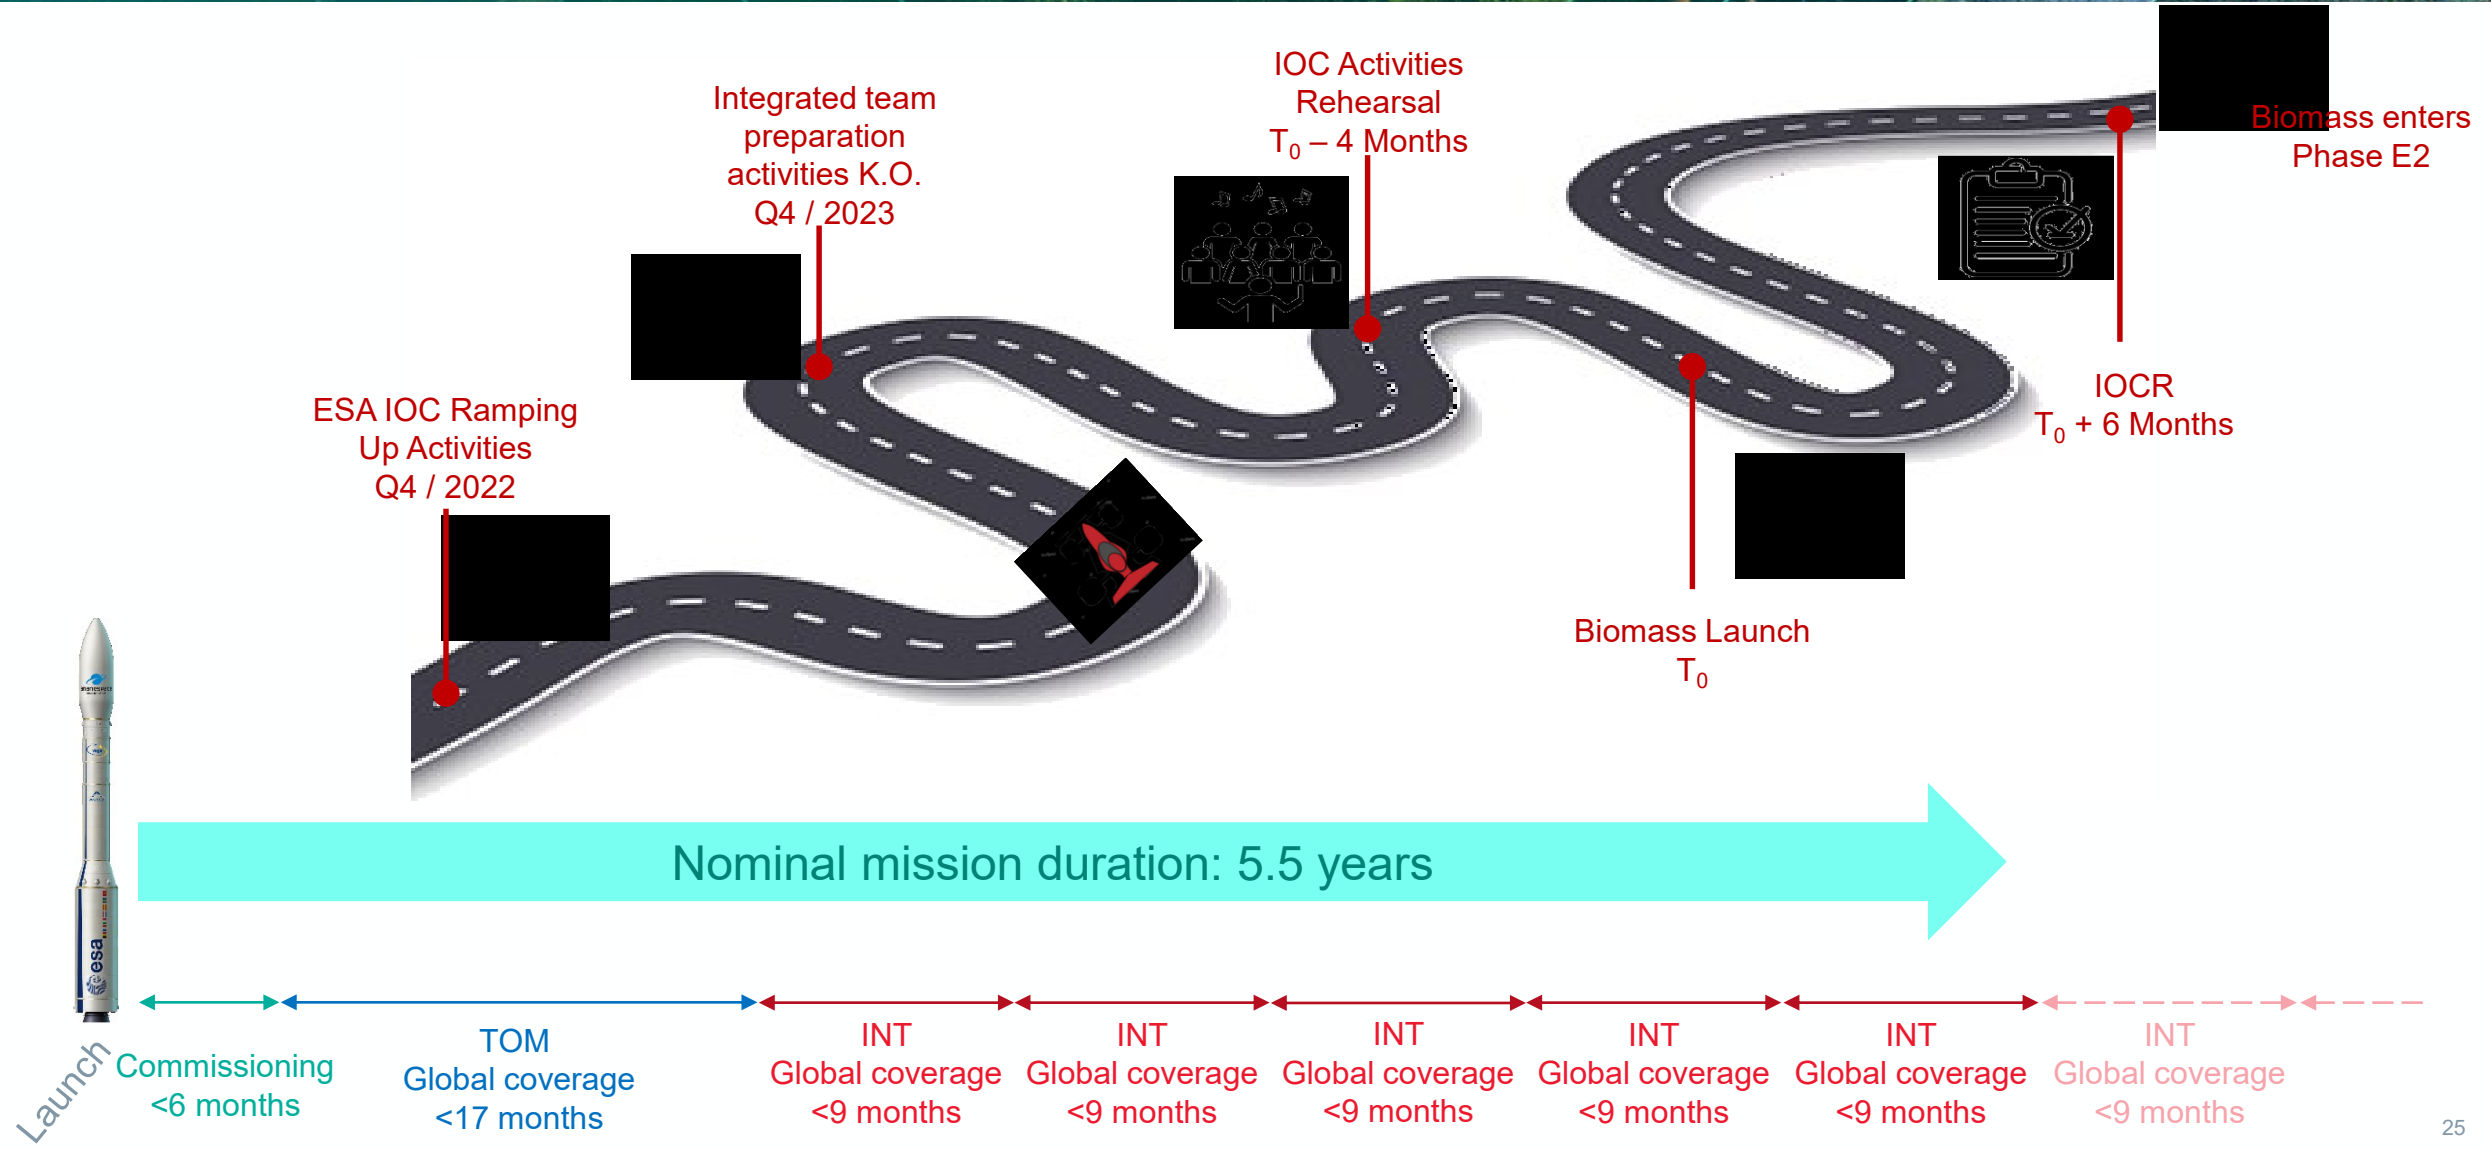 IOC Activities
Rehearsal
T0 – 4 Months
Integrated team
preparation
activities K.O.
Q4 / 2023
Biomass enters
Phase E2
ESA IOC Ramping
Up Activities
Q4 / 2022
IOCR
T0 + 6 Months
Biomass Launch
T0
Nominal mission duration: 5.5 years
esa
Launch
Commissioning
<6 months
TOM
Global coverage
<17 months
INT
Global coverage
<9 months
INT
Global coverage
<9 months
INT
Global coverage
<9 months
INT
Global coverage
<9 months
INT
Global coverage
<9 months
INT
Global coverage
<9 months
25